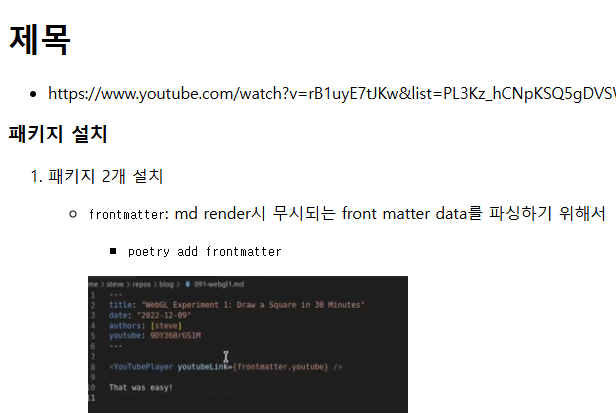 제목
https://www.youtube.com/watch?v=rB1uyE7tJKw&list=PL3Kz_hCNpKSQ5gDVSW
패키지 설치
1. 패키지 2개 설치
frontmatter: md render시 무시되는 front matter data를 파싱하기 위해서
poetry add frontmatter
me > steve > repos > blog > 091-webgl1.md
1 ---
2 title: "WebGL Experiment 1: Draw a Square in 30 Minutes"
3 date: "2022-12-09"
4 authors: [steve]
5 youtube: 9DY36BrGS1M
6 ---
7
8 <YouTubePlayer youtubeLink={frontmatter.youtube} />
9
10 That was easy!
11